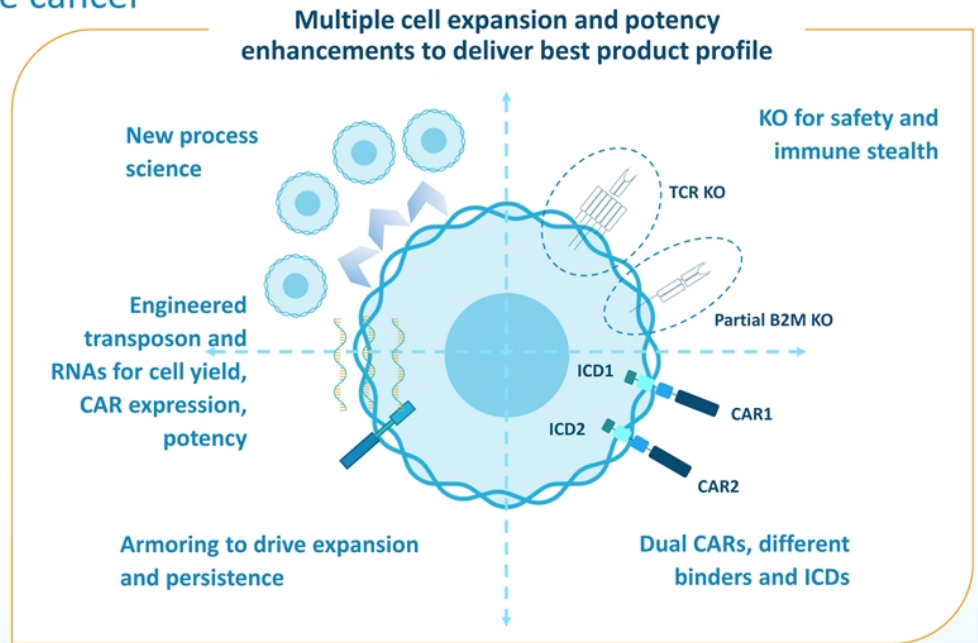 e cancer
Multiple cell expansion and potency
enhancements to deliver best product profile
New process
science
KO for safety and
immune stealth
TCR KO
Partial B2M KO
Engineered
transposon and
RNAs for cell yield,
CAR expression,
potency
ICD1
CAR1
ICD2
CAR2
Armoring to drive expansion
and persistence
Dual CARs, different
binders and ICDs